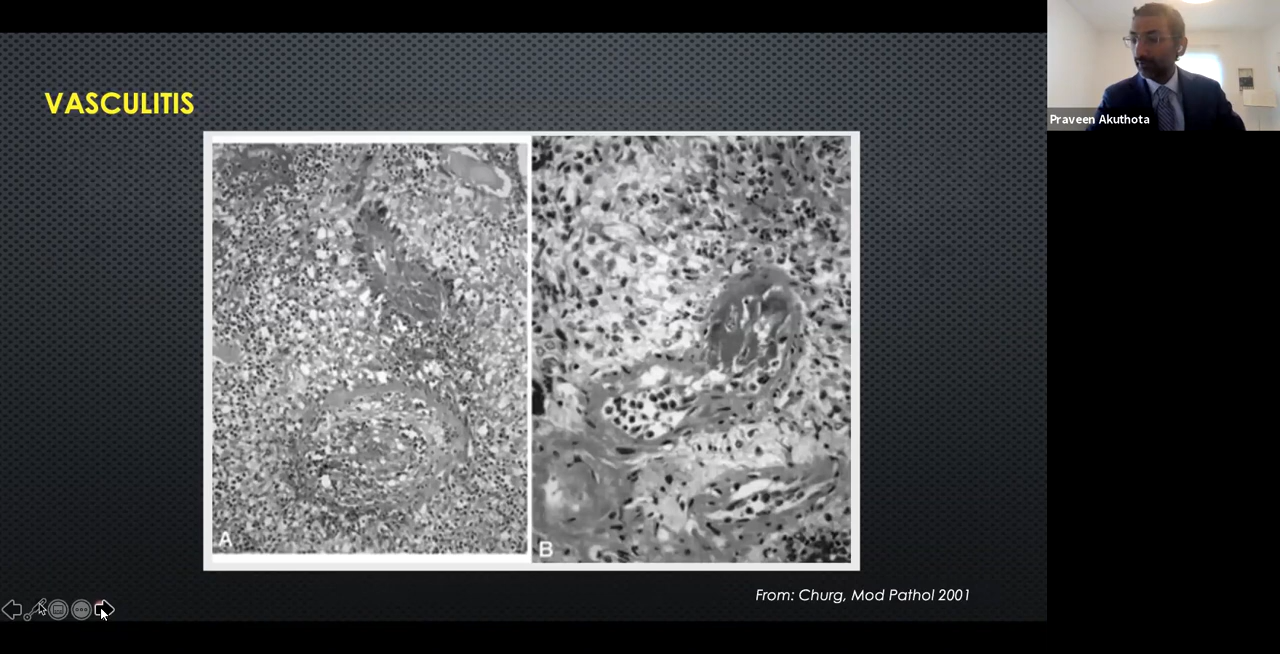 VASCULITIS
Praveen Akuthota
A
B
From: Churg, Mod Pathol 2001